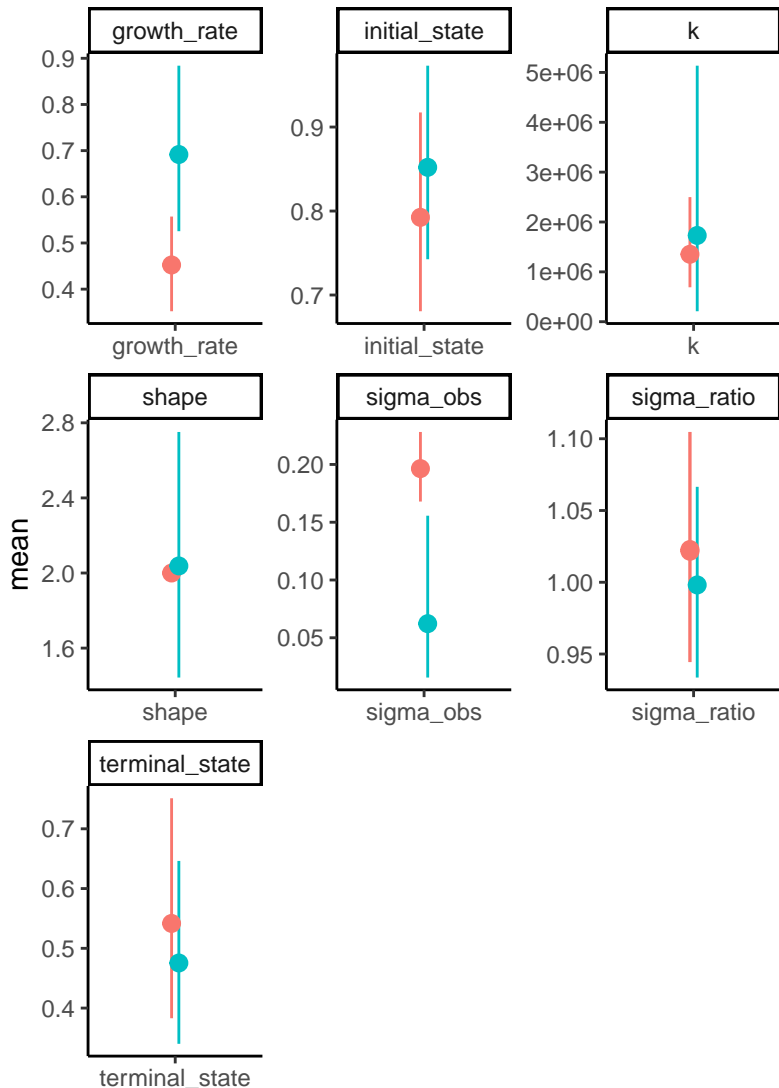 growth_rate
initial_state
k
0.9
0.8
0.7
0.6
0.5
0.4
0.9
0.8
0.7
5e+06
4e+06
3e+06
2e+06
1e+06
0e+00
growth_rate
initial_state
k
shape
sigma_obs
sigma_ratio
mean
2.8
2.4
2.0
1.6
0.20
0.15
0.10
0.05
1.10
1.05
1.00
0.95
shape
sigma_obs
sigma_ratio
terminal_state
0.7
0.6
0.5
0.4
terminal_state